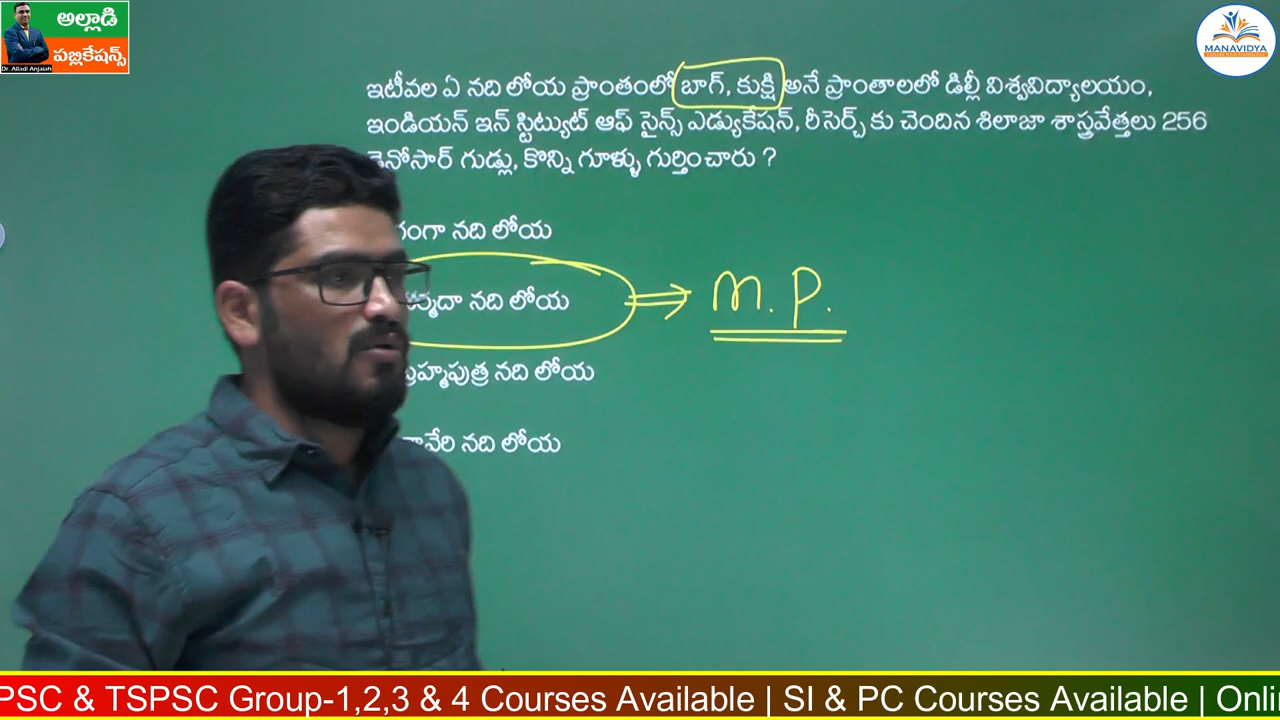 అల్లాడి
పబ్లికేషన్స్
Dr. Alladi Anjaiah
MANAVIDYA
ఇటీవల ఏ నది లోయ ప్రాంతంలో బాగ్, కుక్షి అనే ప్రాంతాలలో డిల్లీ విశ్వవిద్యాలయం,
ఇండియన్ ఇన్ స్టిట్యుట్ ఆఫ్ సైన్స్ ఎడ్యుకేషన్, రీసెర్చ్ కు చెందిన శిలాజా శాస్త్రవేత్తలు 256
గుడ్లు, కొన్ని గూళ్ళు గుర్తించారు ?
నది లోయ
నది లోయ
M. P.
నది లోయ
నది లోయ
PSC & TSPSC Group-1,2,3 & 4 Courses Available | SI & PC Courses Available |